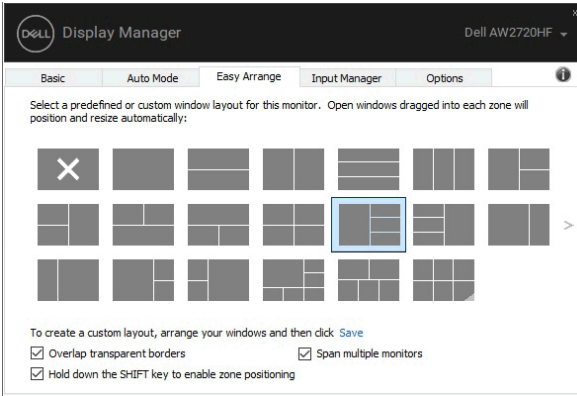 DELL Display Manager
Dell AW2720HF
Basic Auto Mode Easy Arrange Input Manager Options
Select a predefined or custom window layout for this monitor. Open windows dragged into each zone will
position and resize automatically:
To create a custom layout, arrange your windows and then click Save
Overlap transparent borders
Span multiple monitors
Hold down the SHIFT key to enable zone positioning